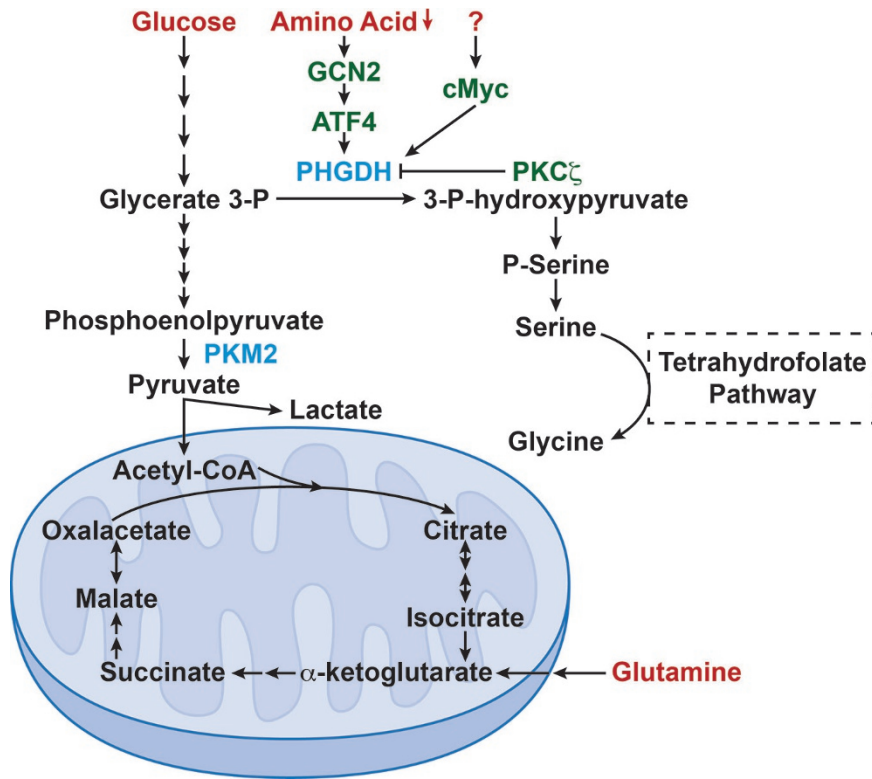 Glucose
Amino Acid↓
?
GCN2
cMyc
ATF4
PHGDH
PKCζ
Glycerate 3-P
3-P-hydroxypyruvate
P-Serine
Phosphoenolpyruvate
Serine
PKM2
Tetrahydrofolate
Pathway
Pyruvate
Lactate
Glycine
Acetyl-CoA
Oxalacetate
Citrate
Malate
Isocitrate
Succinate
α-ketoglutarate
Glutamine